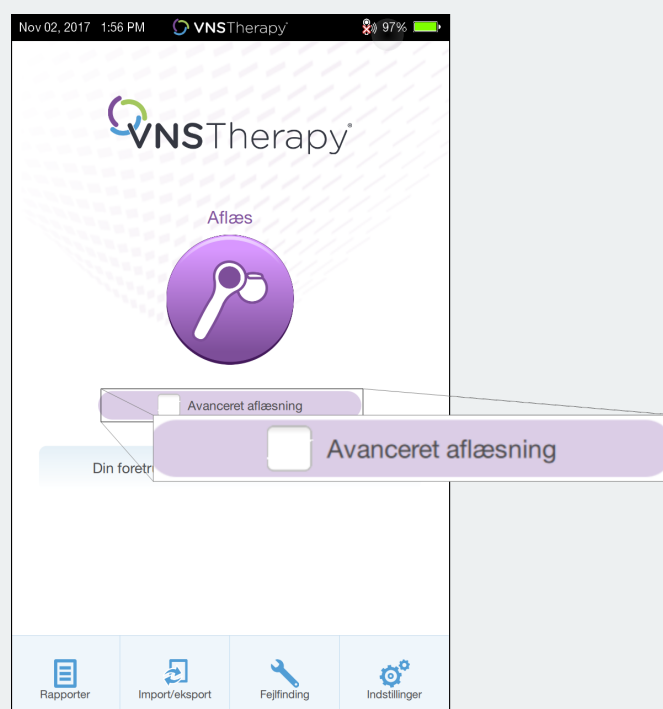 Nov 02, 2017 1:56 PM VNSTherapy® 97%
VNSTherapy®
Aflæs
Avanceret aflæsning
Avanceret aflæsning
Din
Rapporter Import/eksport Fejlfinding Indstillinger